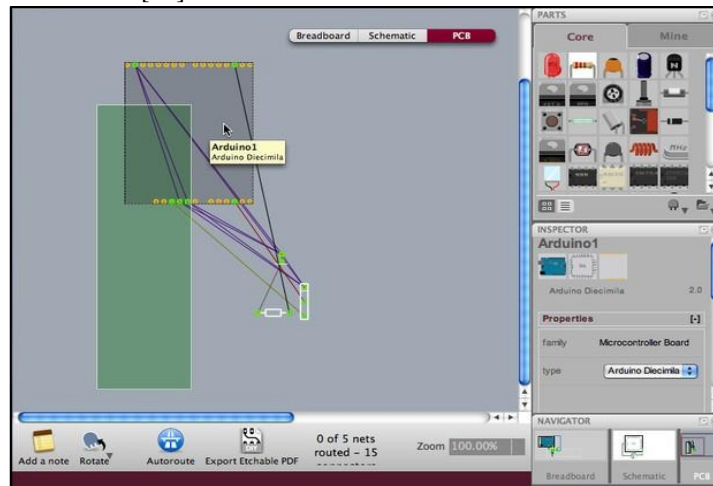 PARTS
Breadboard Schematic PCB
Core Mine
Arduino1
Arduino Diecimila
INSPECTOR
Arduino1
Arduino Diecimila 2.0
Properties [-]
family Microcontroller Board
type Arduino Diecimila
NAVIGATOR
Add a note Rotate Autoroute Export Etchable PDF
0 of 5 nets
routed – 15
Zoom 100.00%
Breadboard Schematic PCB